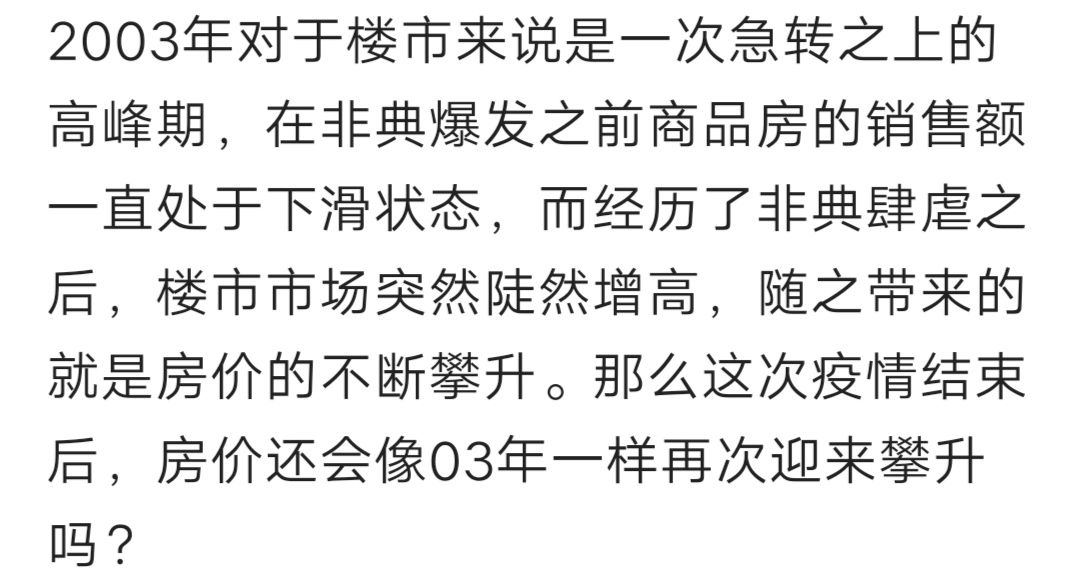 2003年对于楼市来说是一次急转之上的
高峰期，在非典爆发之前商品房的销售额
一直处于下滑状态，而经历了非典肆虐之
后，楼市市场突然陡然增高，随之带来的
就是房价的不断攀升。那么这次疫情结束
后，房价还会像03年一样再次迎来攀升
吗？